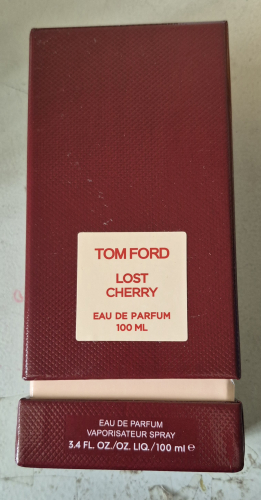 TOM FORD
LOST
CHERRY
EAU DE PARFUM
100 ML
EAU DE PARFUM
VAPORISATEUR SPRAY
3.4 FL. OZ./OZ. LIQ./100 ml ℮